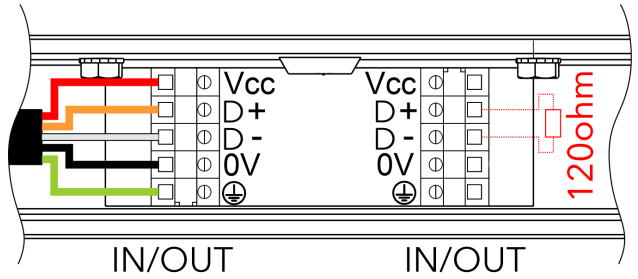 Vcc Vcc
D+ D+
D- D-
0V 0V
120ohm
IN/OUT IN/OUT